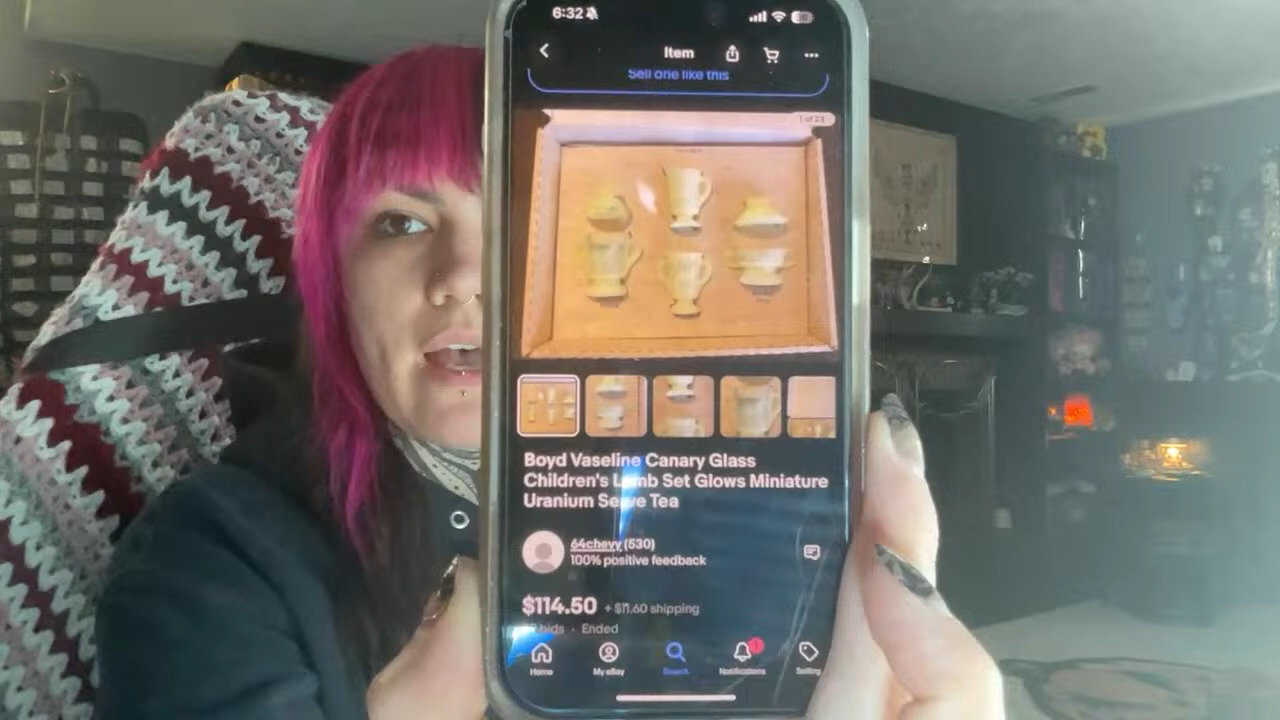 6:32
Item
Sell one like this
1 of 23
Boyd Vaseline Canary Glass
Children's Lamb Set Glows Miniature
Uranium Serve Tea
64chevy (530)
100% positive feedback
$114.50 + $11.60 shipping
bids · Ended
Home
My eBay
Search
Notifications
Selling